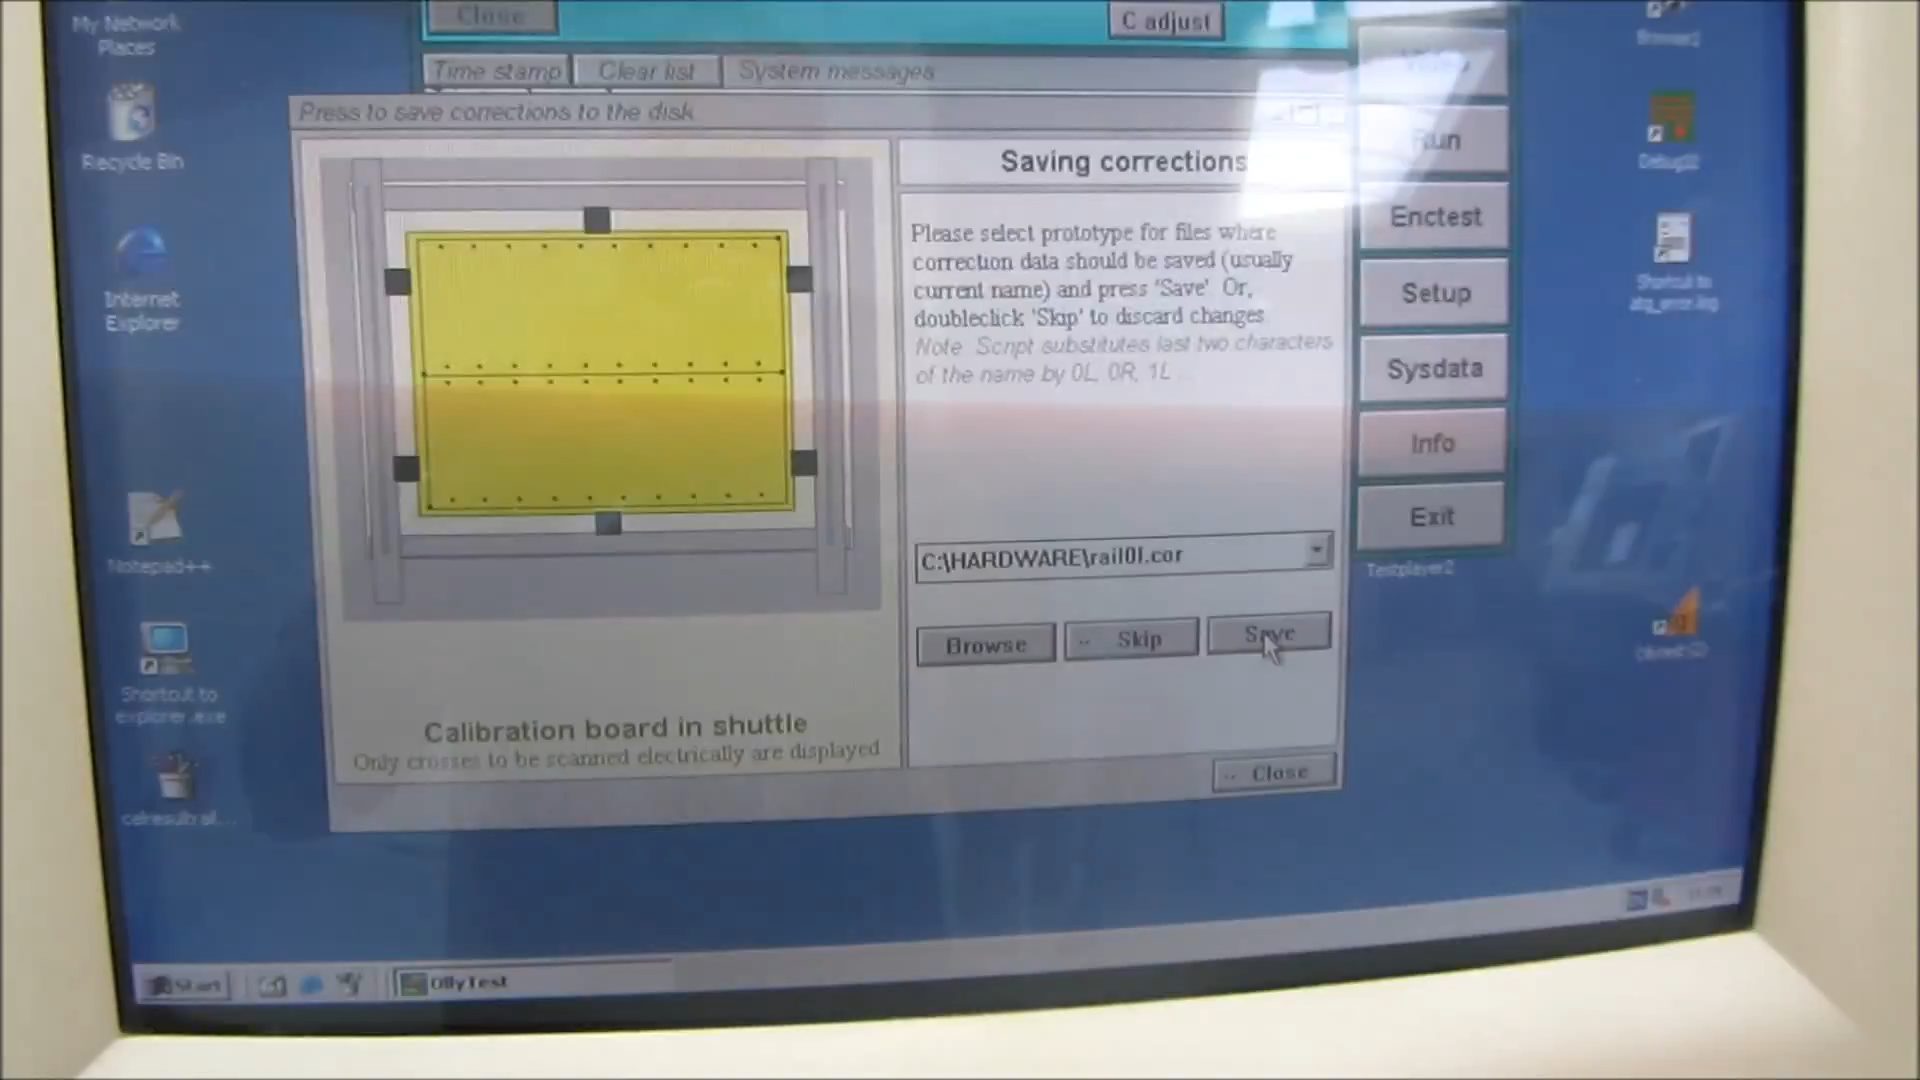 My Network
Places
Close
C adjust
Time stamp
Clear list
System messages
Browser2
Press to save corrections to the disk
Recycle Bin
Run
Saving corrections
Please select prototype for files where
correction data should be saved (usually
current name) and press 'Save'. Or,
doubleclick 'Skip' to discard changes
Note. Script substitutes last two characters
of the name by 0L, 0R, 1L ...
Enctest
Setup
Sysdata
Info
Exit
Testplayer2
Internet
Explorer
Shortcut to
Notepad++
C:\HARDWARE\rail0l.cor
Browse
Skip
Save
Shortcut to
explorer.exe
Calibration board in shuttle
Only crosses to be scanned electrically are displayed
Close
Start
OllyTest